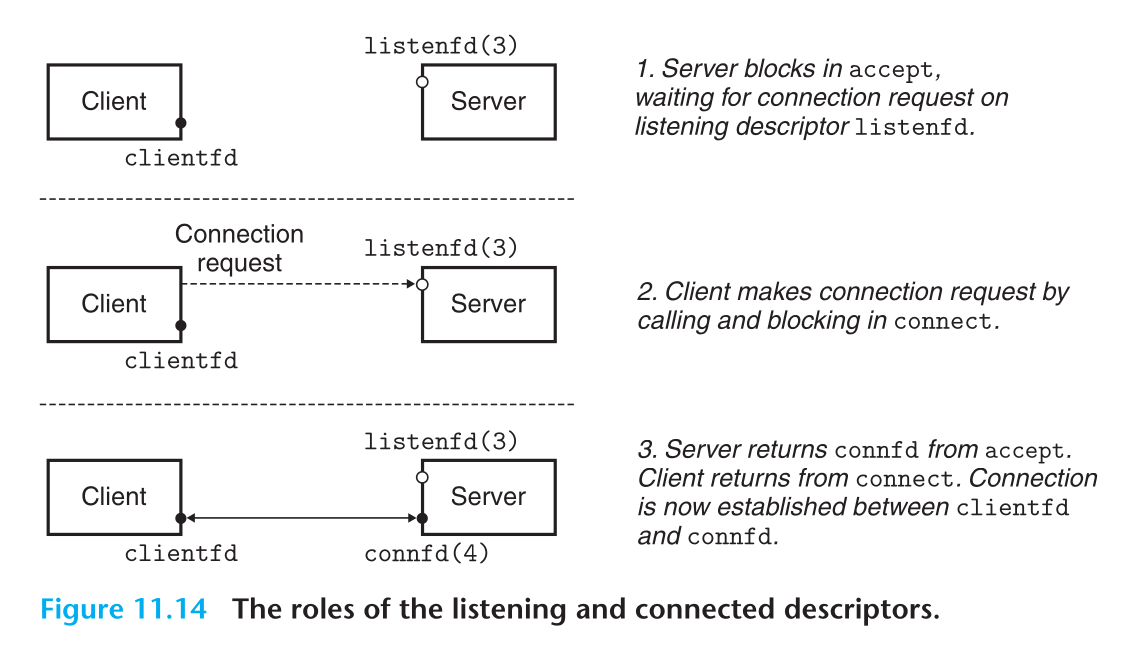 listenfd(3)
Client
Server
clientfd
1. Server blocks in accept,
waiting for connection request on
listening descriptor listenfd.
Connection
request
listenfd(3)
Client
Server
clientfd
2. Client makes connection request by
calling and blocking in connect.
listenfd(3)
Client
Server
clientfd
connfd(4)
3. Server returns connfd from accept.
Client returns from connect. Connection
is now established between clientfd
and connfd.
Figure 11.14 The roles of the listening and connected descriptors.